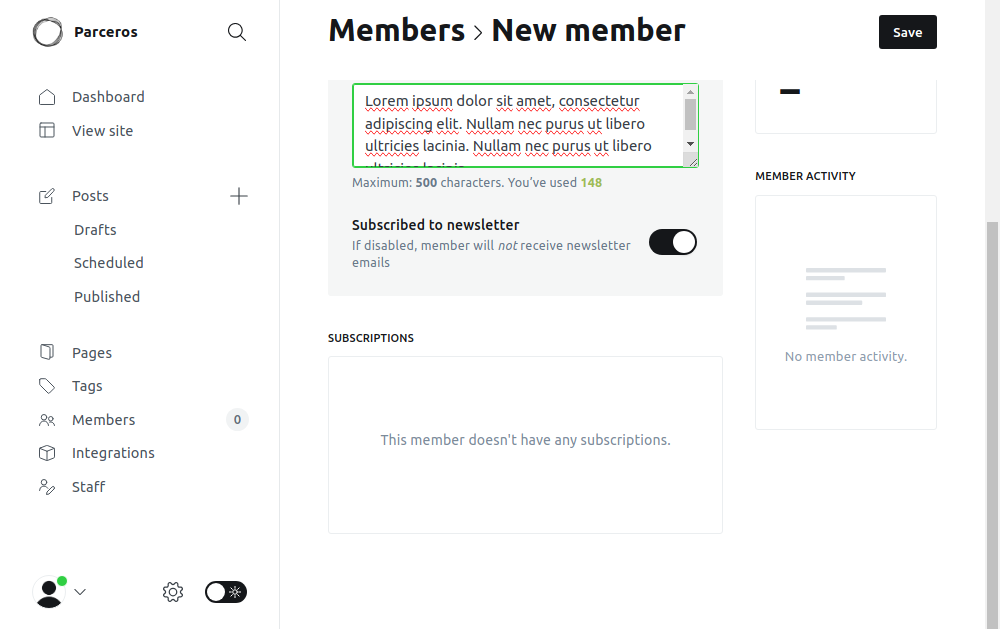 Parceros
Dashboard
View site
Posts
Drafts
Scheduled
Published
Pages
Tags
Members
0
Integrations
Staff
Members > New member
Save
Lorem ipsum dolor sit amet, consectetur
adipiscing elit. Nullam nec purus ut libero
ultricies lacinia. Nullam nec purus ut libero
ultricies lacinia
Maximum: 500 characters. You’ve used 148
Subscribed to newsletter
If disabled, member will not receive newsletter
emails
SUBSCRIPTIONS
This member doesn't have any subscriptions.
MEMBER ACTIVITY
No member activity.